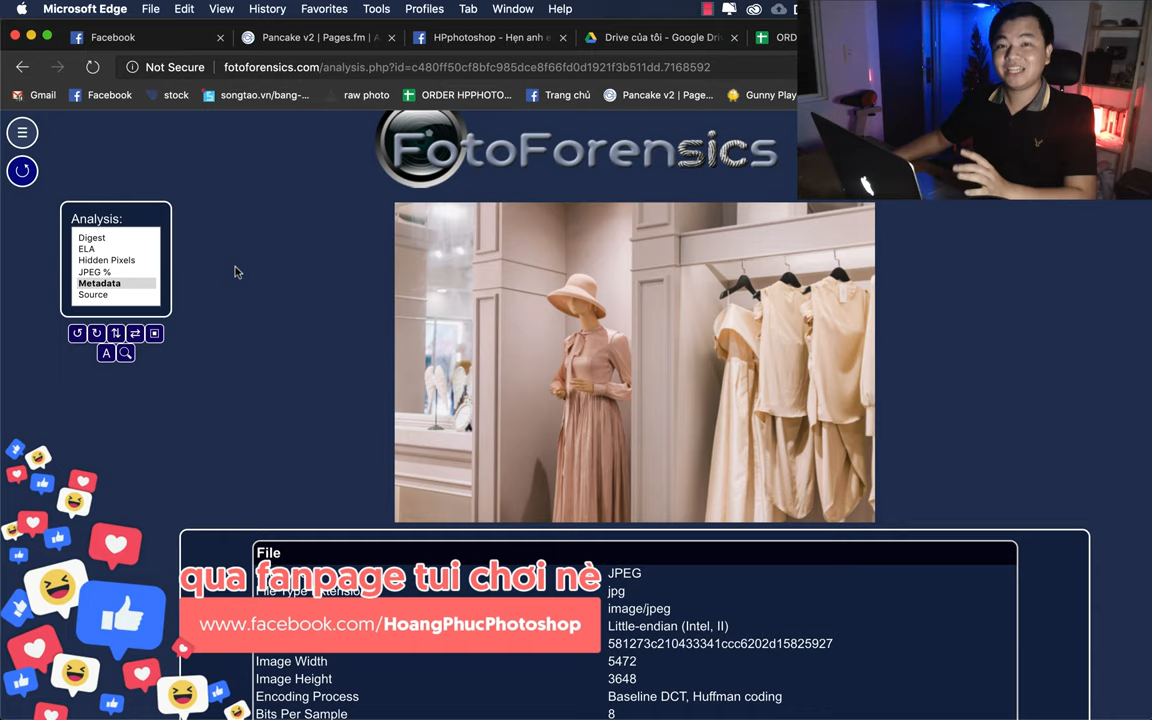 Microsoft Edge File Edit View History Favorites Tools Profiles Tab Window Help
Facebook Pancake v2 | Pages.fm | A HPphotoshop - Hẹn anh e Drive của tôi - Google Dri ORD
Not Secure fotoforensics.com/analysis.php?id=c480ff50cf8bfc985dce8f66fd0d1921f3b511dd.7168592
Gmail Facebook stock songtao.vn/bang-... raw photo ORDER HPPHOTO... Trang chủ Pancake v2 | Page... Gunny Play
FotoForensics
Analysis:
Digest
ELA
Hidden Pixels
JPEG %
Metadata
Source
A
File
JPEG
qua fanpage tui chơi nè
jpg
image/jpeg
www.facebook.com/HoangPhucPhotoshop
Little-endian (Intel, II)
581273c210433341ccc6202d15825927
Image Width 5472
Image Height 3648
Encoding Process Baseline DCT, Huffman coding
Bits Per Sample 8